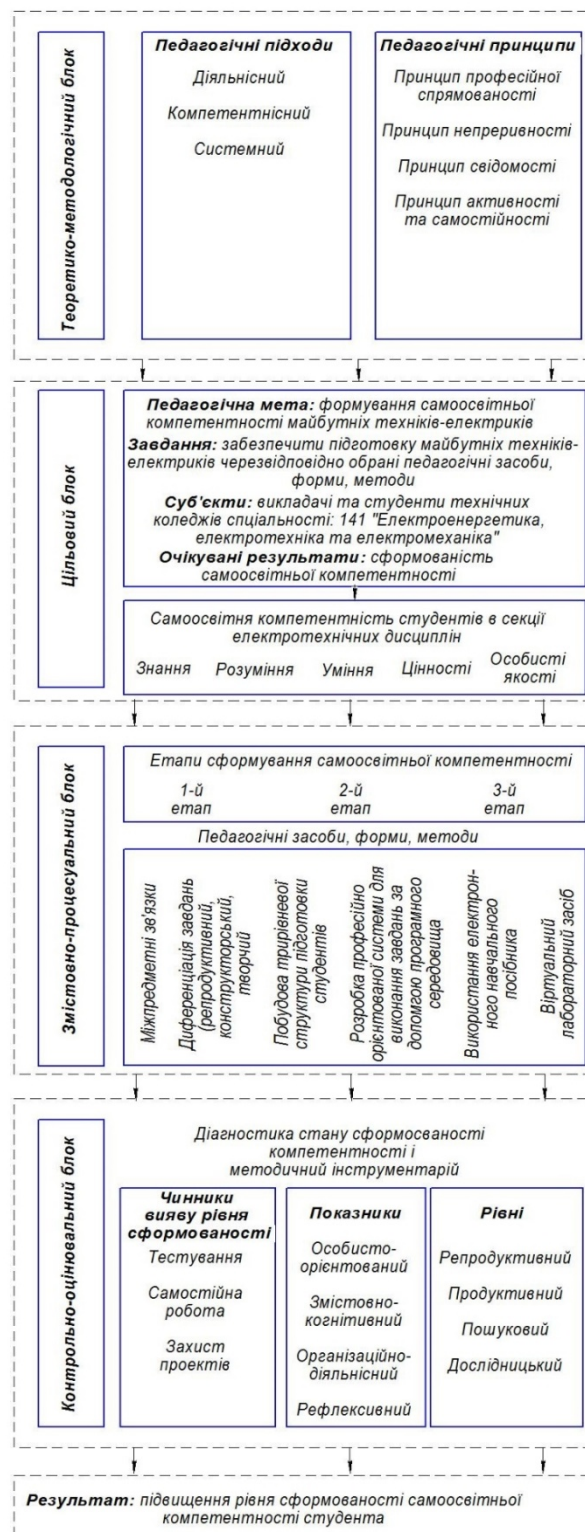 Теоретико-методологічний блок
Педагогічні підходи
Діяльнісний
Компетентнісний
Системний
Педагогічні принципи
Принцип професійної
спрямованості
Принцип непреривності
Принцип свідомості
Принцип активності
та самостійності
Цільовий блок
Педагогічна мета: формування самоосвітньої
компетентності майбутніх техніків-електриків
Завдання: забезпечити підготовку майбутніх техніків-
електриків черезвідповідно обрані педагогічні засоби,
форми, методи
Суб'єкти: викладачі та студенти технічних
коледжів спціальності: 141 "Електроенергетика,
електротехніка та електромеханіка"
Очікувані результати: сформованість
самоосвітньої компетентності
Самоосвітня компетентність студентів в секції
електротехнічних дисциплін
Знання Розуміння Уміння Цінності Особисті
якості
Змістовно-процесуальний блок
Етапи сформування самоосвітньої компетентності
1-й
етап
2-й
етап
3-й
етап
Педагогічні засоби, форми, методи
Міжпредметні зв'язки
Диференціація завдань
(репродуктивний,
конструкторський,
творчий
Побудова трирівневої
структури підготовки
студентів
Розробка професійно
орієнтованої системи для
виконання завдань за
допомогою програмного
середовища
Використання електрон-
ного навчального
посібника
Віртуальний
лабораторний засіб
Контрольно-оцінювальний блок
Діагностика стану сформосваності
компетентності і
методичний інструментарій
Чинники
вияву рівня
сформованості
Тестування
Самостійна
робота
Захист
проектів
Показники
Особисто-
орієнтований
Змістовно-
когнітивний
Організаційно-
діяльнісний
Рефлексивний
Рівні
Репродуктивний
Продуктивний
Пошуковий
Дослідницький
Результат: підвищення рівня сформованості самоосвітньої
компетентності студента